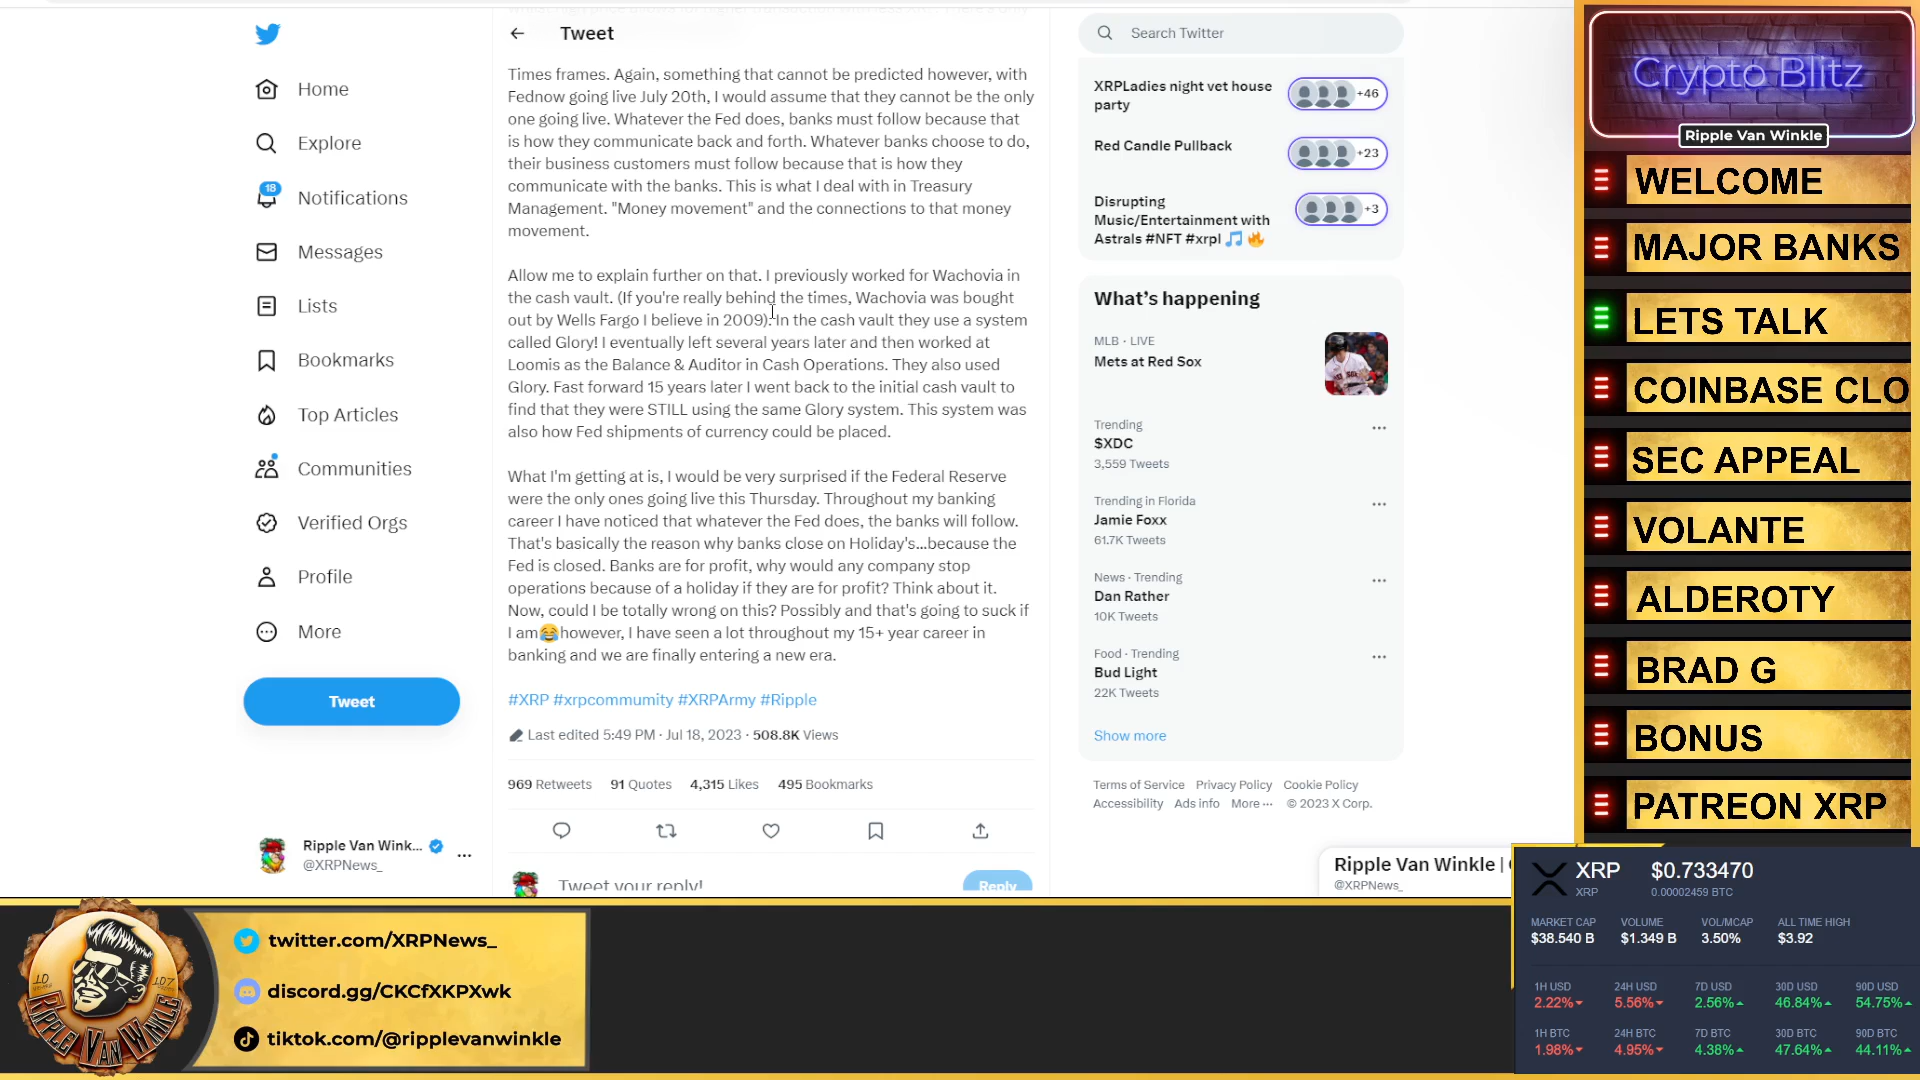 Home
Explore
18
Notifications
Messages
Lists
Bookmarks
Top Articles
Communities
Verified Orgs
Profile
More
Tweet
Ripple Van Wink...
@XRPNews_
Tweet
Times frames. Again, something that cannot be predicted however, with
Fednow going live July 20th, I would assume that they cannot be the only
one going live. Whatever the Fed does, banks must follow because that
is how they communicate back and forth. Whatever banks choose to do,
their business customers must follow because that is how they
communicate with the banks. This is what I deal with in Treasury
Management. "Money movement" and the connections to that money
movement.
Allow me to explain further on that. I previously worked for Wachovia in
the cash vault. (If you're really behind the times, Wachovia was bought
out by Wells Fargo I believe in 2009). In the cash vault they use a system
called Glory! I eventually left several years later and then worked at
Loomis as the Balance & Auditor in Cash Operations. They also used
Glory. Fast forward 15 years later I went back to the initial cash vault to
find that they were STILL using the same Glory system. This system was
also how Fed shipments of currency could be placed.
What I'm getting at is, I would be very surprised if the Federal Reserve
were the only ones going live this Thursday. Throughout my banking
career I have noticed that whatever the Fed does, the banks will follow.
That's basically the reason why banks close on Holiday's...because the
Fed is closed. Banks are for profit, why would any company stop
operations because of a holiday if they are for profit? Think about it.
Now, could I be totally wrong on this? Possibly and that's going to suck if
I am😂however, I have seen a lot throughout my 15+ year career in
banking and we are finally entering a new era.
#XRP #xrpcommumity #XRPArmy #Ripple
Last edited 5:49 PM · Jul 18, 2023 · 508.8K Views
969 Retweets 91 Quotes 4,315 Likes 495 Bookmarks
Tweet your reply!
Reply
Search Twitter
XRPLadies night vet house
party
+46
Red Candle Pullback
+23
Disrupting
Music/Entertainment with
Astrals #NFT #xrpl 🎵 🔥
+3
What's happening
MLB · LIVE
Mets at Red Sox
Trending
$XDC
3,559 Tweets
Trending in Florida
Jamie Foxx
61.7K Tweets
News · Trending
Dan Rather
10K Tweets
Food · Trending
Bud Light
22K Tweets
Show more
Terms of Service Privacy Policy Cookie Policy
Accessibility Ads info More ··· © 2023 X Corp.
Ripple Van Winkle |
@XRPNews_
Crypto Blitz
Ripple Van Winkle
WELCOME
MAJOR BANKS
LETS TALK
COINBASE CLO
SEC APPEAL
VOLANTE
ALDEROTY
BRAD G
BONUS
PATREON XRP
XRP $0.733470
XRP 0.00002459 BTC
MARKET CAP VOLUME VOL/MCAP ALL TIME HIGH
$38.540 B $1.349 B 3.50% $3.92
1H USD 24H USD 7D USD 30D USD 90D USD
2.22% 5.56% 2.56% 46.84% 54.75%
1H BTC 24H BTC 7D BTC 30D BTC 90D BTC
1.98% 4.95% 4.38% 47.64% 44.11%
RIPPLE VAN WINKLE
twitter.com/XRPNews_
discord.gg/CKCfXKPXwk
tiktok.com/@ripplevanwinkle